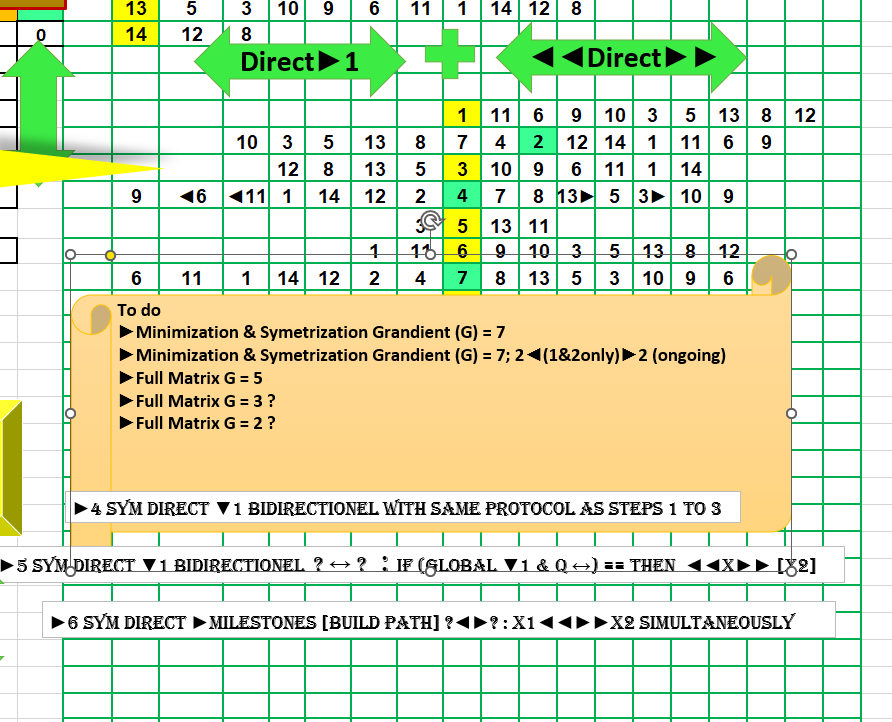 13 5 3 10 9 6 11 1 14 12 8
0 14 12 8
Direct►1 ◄◄Direct►►
1 11 6 9 10 3 5 13 8 12
10 3 5 13 8 7 4 2 12 14 1 11 6 9
12 8 13 5 3 10 9 6 11 1 14
9 ◄6 ◄11 1 14 12 2 4 7 8 13► 5 3► 10 9
3 5 13 11
1 11 6 9 10 3 5 13 8 12
6 11 1 14 12 2 4 7 8 13 5 3 10 9 6
To do
►Minimization & Symetrization Grandient (G) = 7
►Minimization & Symetrization Grandient (G) = 7; 2◄(1&2only)►2 (ongoing)
►Full Matrix G = 5
►Full Matrix G = 3 ?
►Full Matrix G = 2 ?
►4 SYM DIRECT ▼1 BIDIRECTIONEL WITH SAME PROTOCOL AS STEPS 1 TO 3
►5 SYM DIRECT ▼1 BIDIRECTIONEL ? ↔ ? : IF (GLOBAL ▼1 & Q ↔) == THEN ◄◄X►► [X2]
►6 SYM DIRECT ►MILESTONES [BUILD PATH] ?◄►? : X1◄◄►►X2 SIMULTANEOUSLY